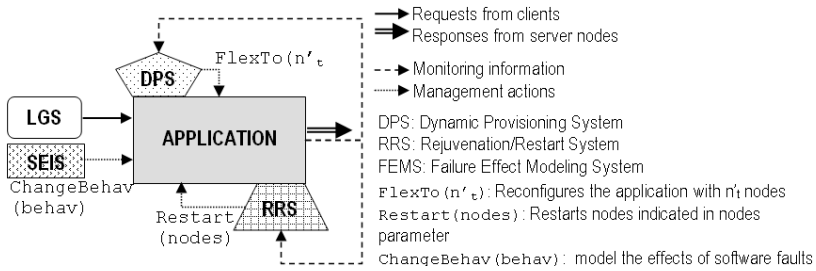 Requests from clients
Responses from server nodes
Monitoring information
Management actions
DPS
FlexTo(n't
LGS
APPLICATION
SEIS
ChangeBehav
(behav)
Restart
(nodes)
RRS
DPS: Dynamic Provisioning System
RRS: Rejuvenation/Restart System
FEMS: Failure Effect Modeling System
FlexTo(n't): Reconfigures the application with n't nodes
Restart(nodes): Restarts nodes indicated in nodes
parameter
ChangeBehav(behav): model the effects of software faults